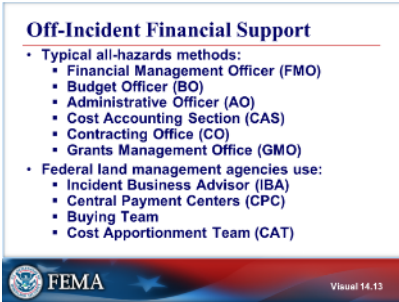 Off-Incident Financial Support
• Typical all-hazards methods:
▪ Financial Management Officer (FMO)
▪ Budget Officer (BO)
▪ Administrative Officer (AO)
▪ Cost Accounting Section (CAS)
▪ Contracting Office (CO)
▪ Grants Management Office (GMO)
• Federal land management agencies use:
▪ Incident Business Advisor (IBA)
▪ Central Payment Centers (CPC)
▪ Buying Team
▪ Cost Apportionment Team (CAT)
FEMA
Visual 14.13